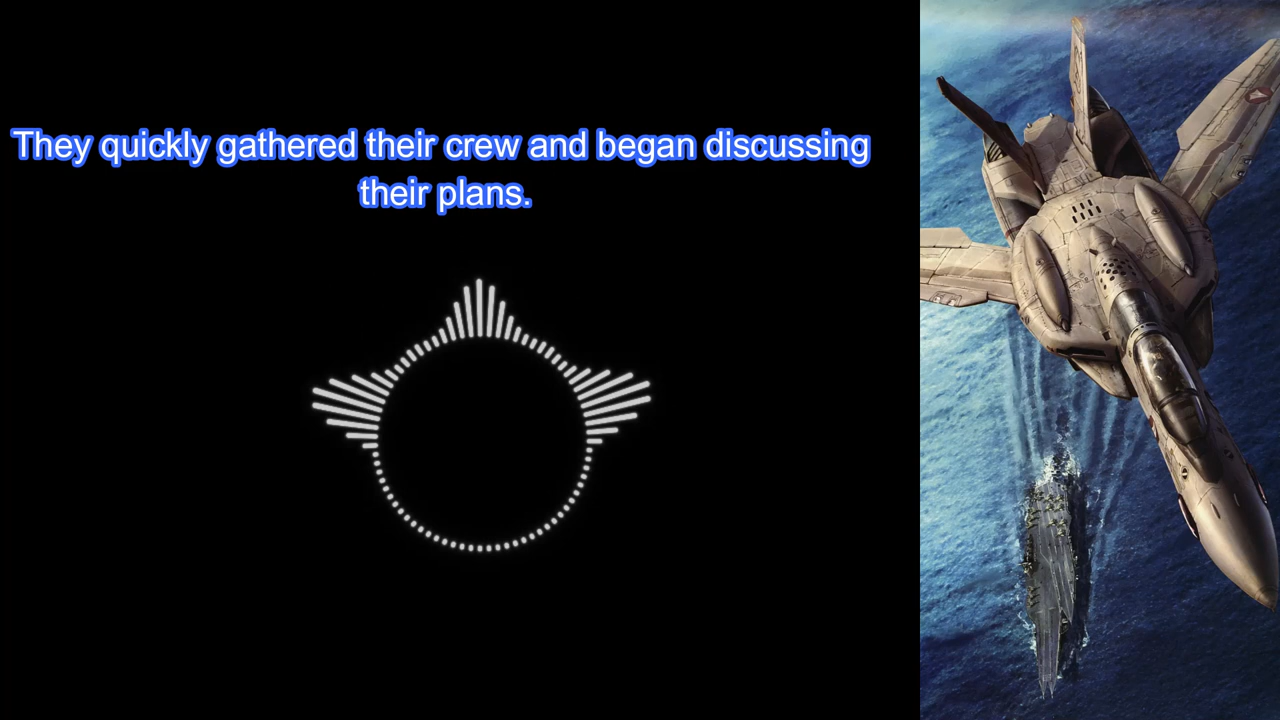 They quickly gathered their crew and began discussing
their plans.